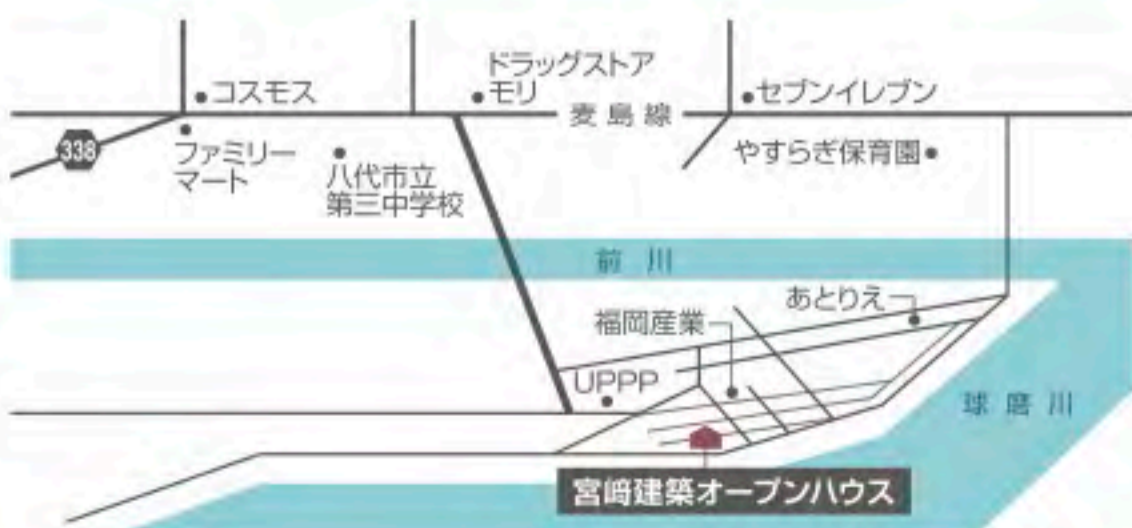 ドラッグストア
モリ
コスモス
セブンイレブン
麦島線
338
ファミリー
マート
八代市立
第三中学校
やすらぎ保育園
前川
あとりえ
福岡産業
UPPP
球磨川
宮﨑建築オープンハウス